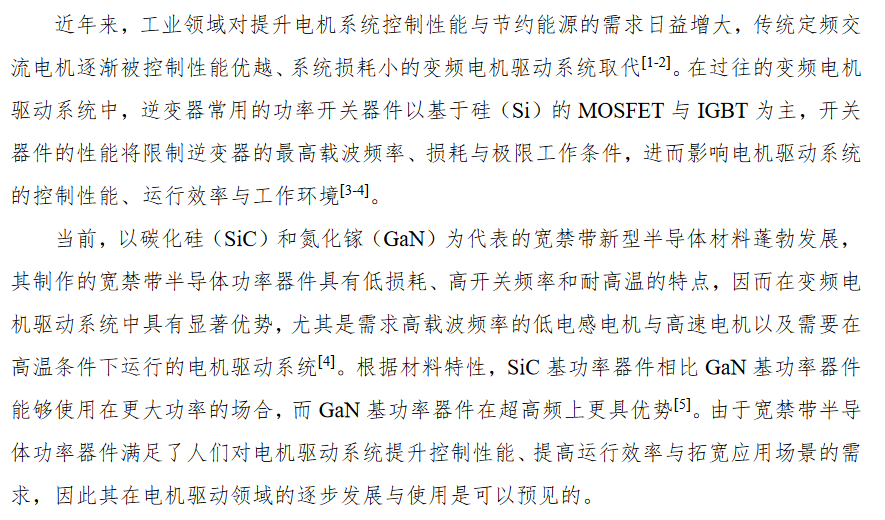 近年来，工业领域对提升电机系统控制性能与节约能源的需求日益增大，传统定频交
流电机逐渐被控制性能优越、系统损耗小的变频电机驱动系统取代[1-2]。在过往的变频电机
驱动系统中，逆变器常用的功率开关器件以基于硅（Si）的 MOSFET 与 IGBT 为主，开关
器件的性能将限制逆变器的最高载波频率、损耗与极限工作条件，进而影响电机驱动系统
的控制性能、运行效率与工作环境[3-4]。
当前，以碳化硅（SiC）和氮化镓（GaN）为代表的宽禁带新型半导体材料蓬勃发展，
其制作的宽禁带半导体功率器件具有低损耗、高开关频率和耐高温的特点，因而在变频电
机驱动系统中具有显著优势，尤其是需求高载波频率的低电感电机与高速电机以及需要在
高温条件下运行的电机驱动系统[4]。根据材料特性，SiC 基功率器件相比 GaN 基功率器件
能够使用在更大功率的场合，而 GaN 基功率器件在超高频上更具优势[5]。由于宽禁带半导
体功率器件满足了人们对电机驱动系统提升控制性能、提高运行效率与拓宽应用场景的需
求，因此其在电机驱动领域的逐步发展与使用是可以预见的。